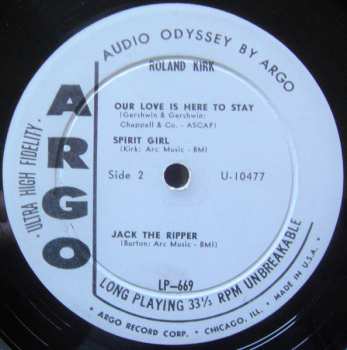 AUDIO ODYSSEY BY ARGO
ROLAND KIRK
OUR LOVE IS HERE TO STAY
(Gershwin & Gershwin:
Chappell & Co. - ASCAP)
SPIRIT GIRL
(Kirk: Arc Music - BMI)
Side 2 U-10477
JACK THE RIPPER
(Burton: Arc Music - BMI)
LP-669
LONG PLAYING 33⅓ RPM UNBREAKABLE
• ARGO RECORD CORP. • CHICAGO, ILL. • MADE IN U.S.A. •
• ULTRA HIGH FIDELITY •
ARGO